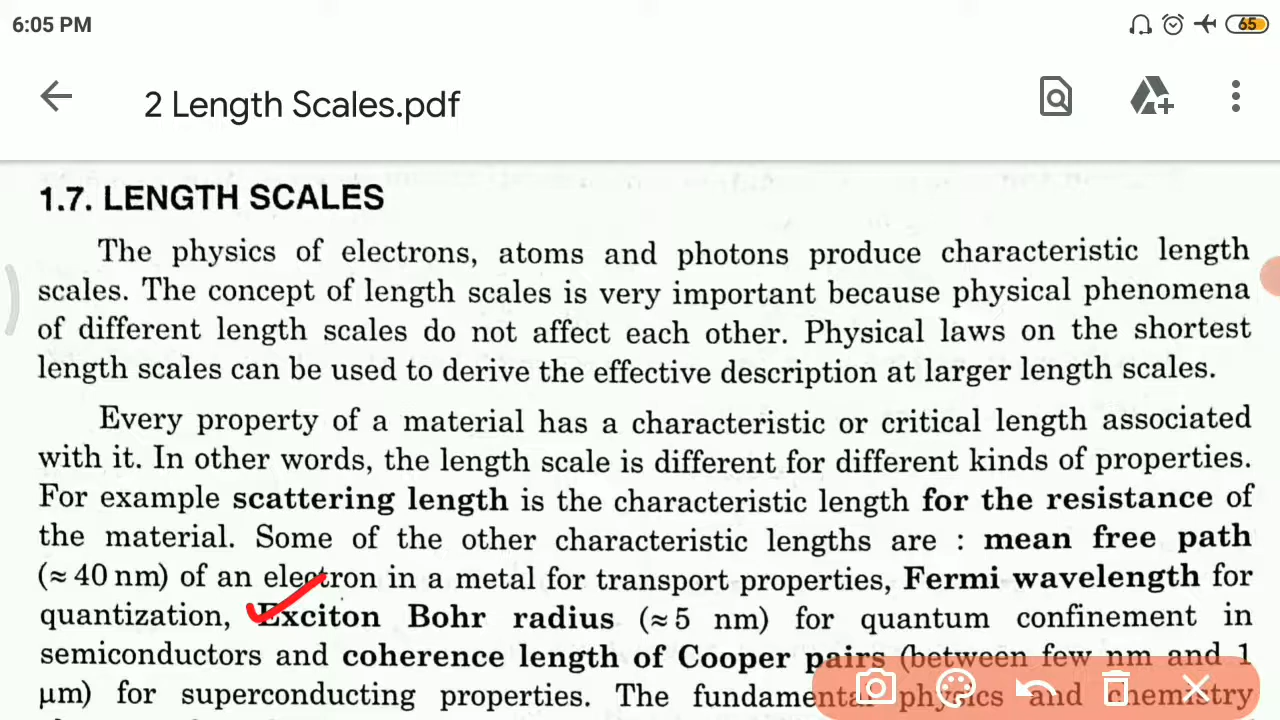 6:05 PM
65
2 Length Scales.pdf
1.7. LENGTH SCALES
The physics of electrons, atoms and photons produce characteristic length
scales. The concept of length scales is very important because physical phenomena
of different length scales do not affect each other. Physical laws on the shortest
length scales can be used to derive the effective description at larger length scales.
Every property of a material has a characteristic or critical length associated
with it. In other words, the length scale is different for different kinds of properties.
For example scattering length is the characteristic length for the resistance of
the material. Some of the other characteristic lengths are : mean free path
(≈ 40 nm) of an electron in a metal for transport properties, Fermi wavelength for
quantization, Exciton Bohr radius (≈ 5 nm) for quantum confinement in
semiconductors and coherence length of Cooper pairs (between few nm and 1
μm) for superconducting properties. The fundamental physics and chemistry